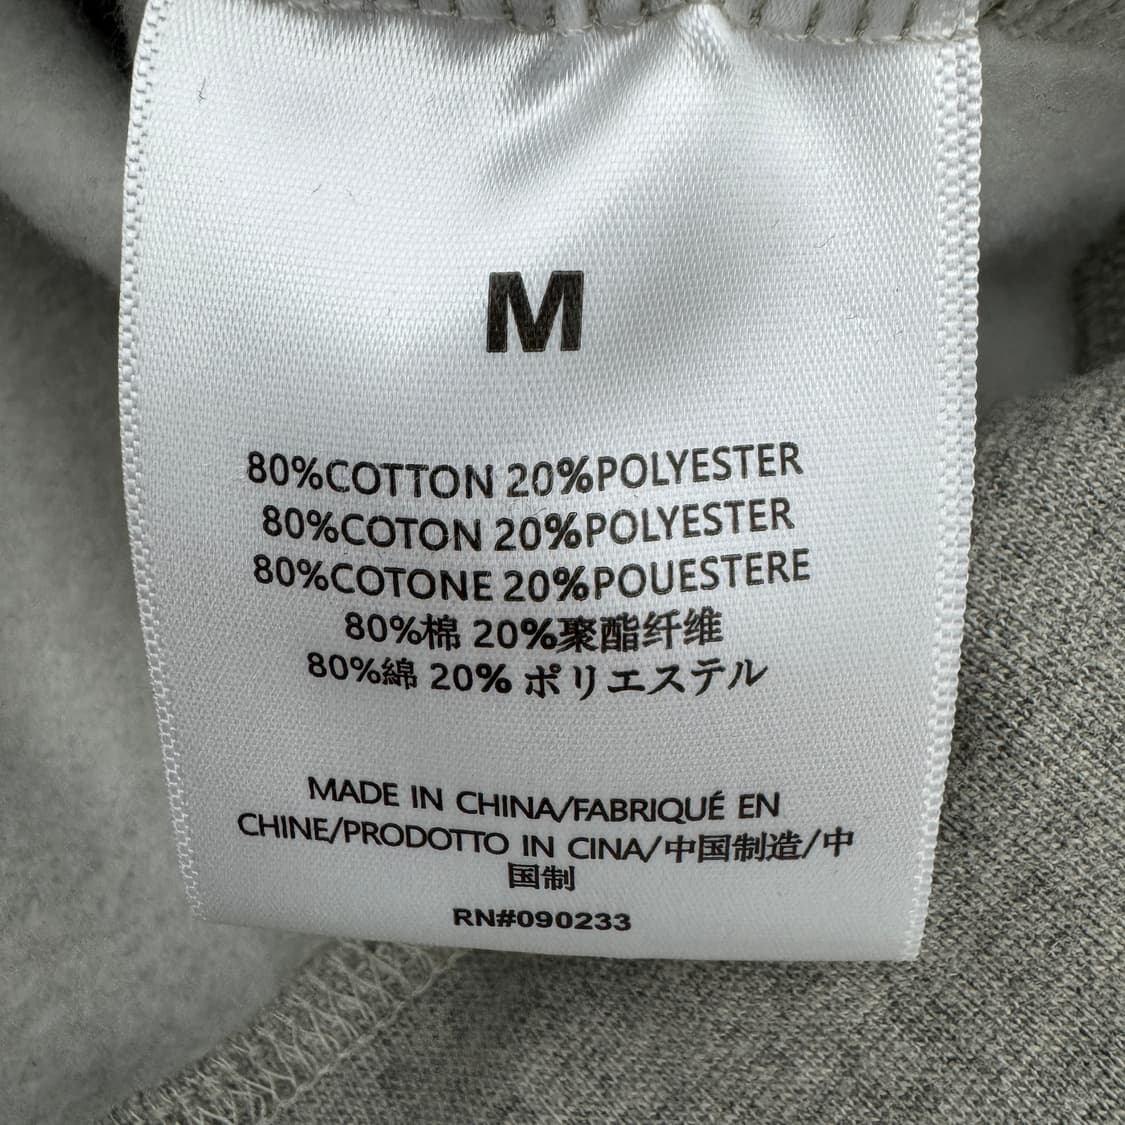 M
80%COTTON 20%POLYESTER
80%COTON 20%POLYESTER
80%COTONE 20%POUESTERE
80%棉 20%聚酯纤维
80%綿 20% ポリエステル
MADE IN CHINA/FABRIQUÉ EN
CHINE/PRODOTTO IN CINA/中国制造/中
国制
RN#090233